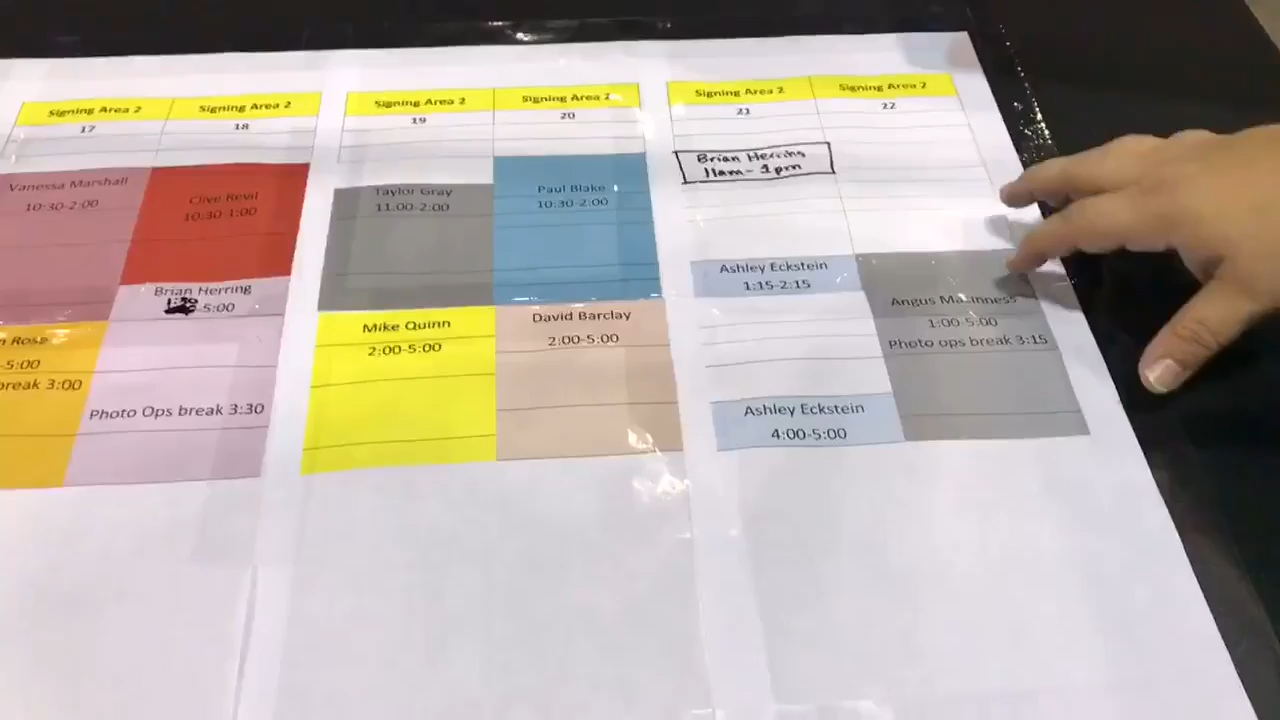 Signing Area 2
17
Vanessa Marshall
10:30-2:00
Rose
-5:00
break 3:00
Signing Area 2
18
Clive Revil
10:30-1:00
Brian Herring
1:30
-5:00
Photo Ops break 3:30
Signing Area 2
19
Taylor Gray
11:00-2:00
Mike Quinn
2:00-5:00
Signing Area 2
20
Paul Blake
10:30-2:00
David Barclay
2:00-5:00
Signing Area 2
21
Brian Herring
11am-1pm
Ashley Eckstein
1:15-2:15
Ashley Eckstein
4:00-5:00
Signing Area 2
22
Angus MacInness
1:00-5:00
Photo ops break 3:15